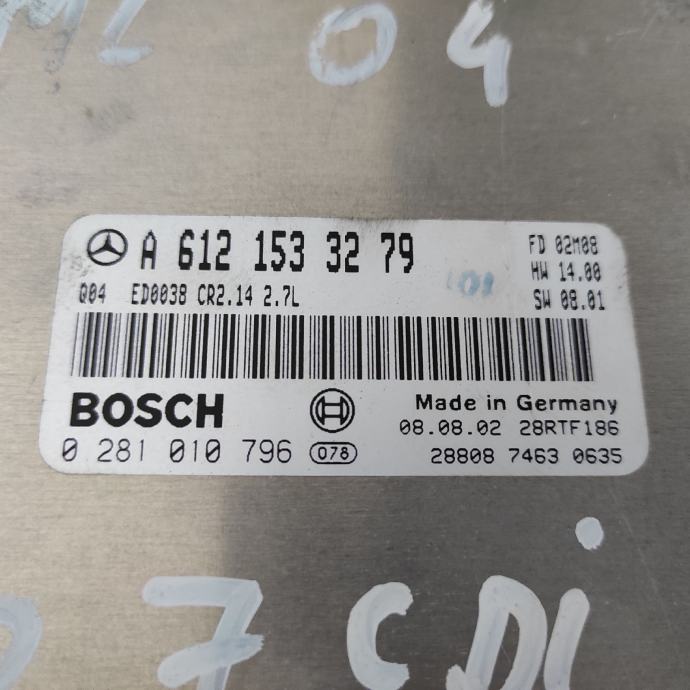 ML 04
A 612 153 32 79
FD 02M08
HW 14.00
SW 08.01
Q04 ED0038 CR2.14 2.7L
BOSCH
Made in Germany
08.08.02 28RTF186
0 281 010 796 078
28808 7463 0635
7 CDi